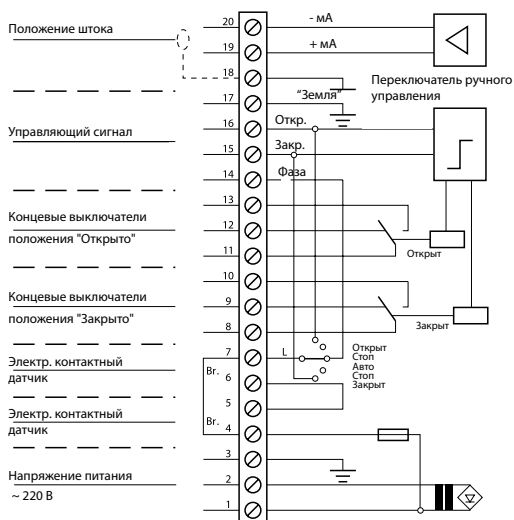 Положение штока
Управляющий сигнал
Концевые выключатели
положения "Открыто"
Концевые выключатели
положения "Закрыто"
Электр. контактный
датчик
Электр. контактный
датчик
Напряжение питания
~ 220 В
20
19
18
17
16
15
14
13
12
11
10
9
8
7
6
5
4
3
2
1
Br.
Br.
- мА
+ мА
"Земля"
Откр.
Закр.
Фаза
L
Переключатель ручного
управления
Открыт
Закрыт
Открыт
Стоп
Авто
Стоп
Закрыт